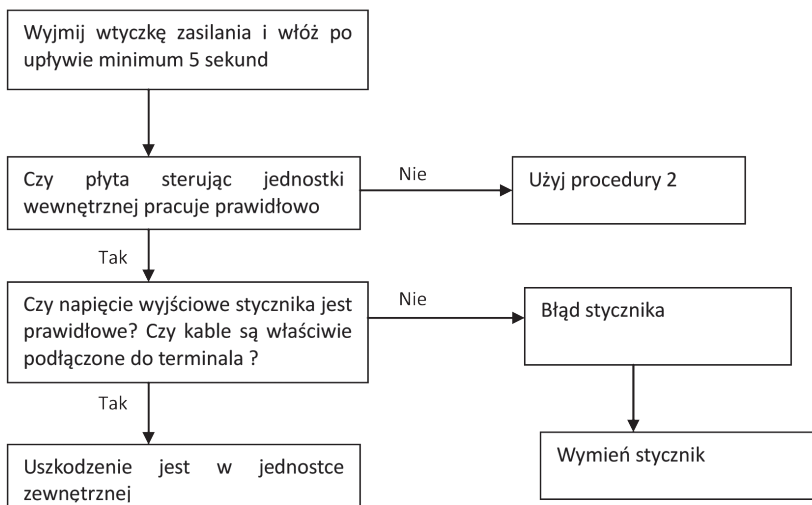 Wyjmij wtyczkę zasilania i włóż po
upływie minimum 5 sekund
Czy płyta sterując jednostki
wewnętrznej pracuje prawidłowo
Nie
Użyj procedury 2
Tak
Czy napięcie wyjściowe stycznika jest
prawidłowe? Czy kable są właściwie
podłączone do terminala ?
Nie
Błąd stycznika
Tak
Wymień stycznik
Uszkodzenie jest w jednostce
zewnętrznej